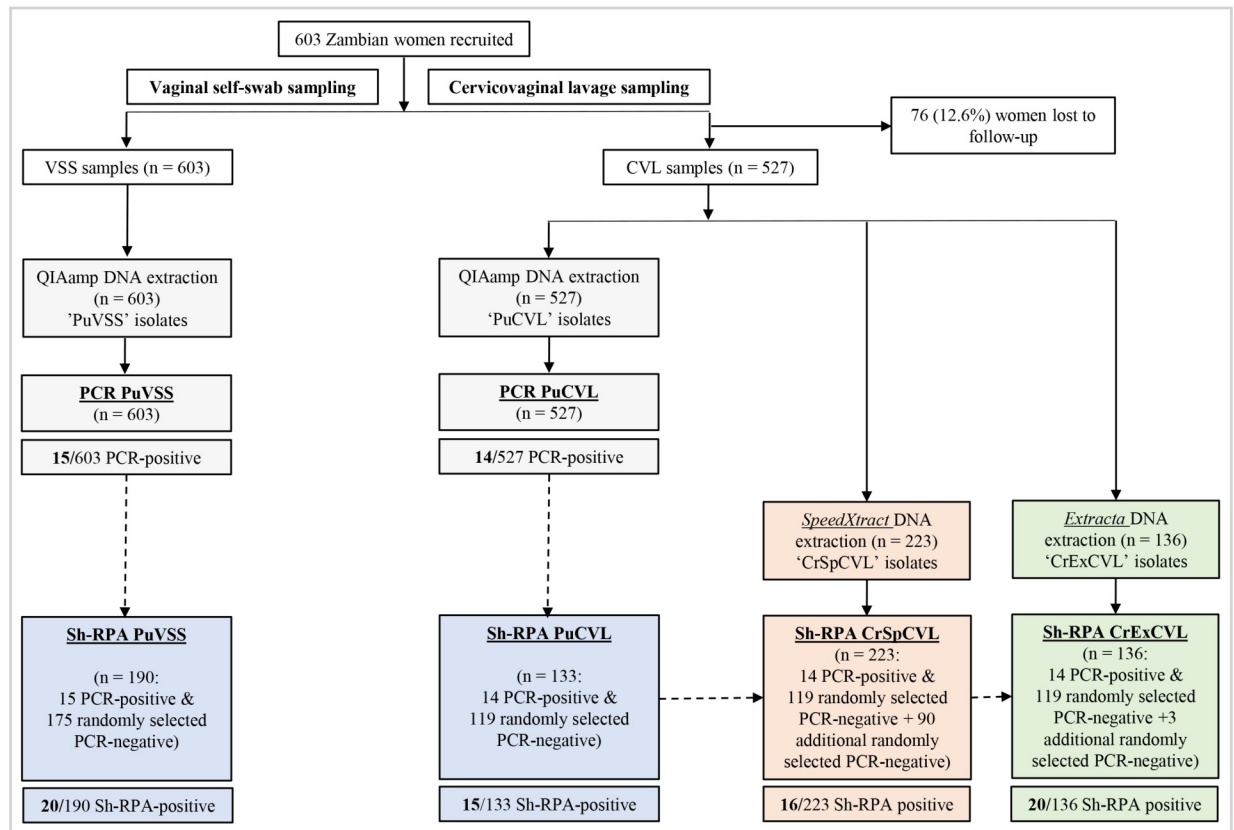 603 Zambian women recruited
Vaginal self-swab sampling
Cervicovaginal lavage sampling
76 (12.6%) women lost to
follow-up
VSS samples (n = 603)
CVL samples (n = 527)
QIAamp DNA extraction
(n = 603)
'PuVSS' isolates
QIAamp DNA extraction
(n = 527)
‘PuCVL’ isolates
PCR PuVSS
(n = 603)
PCR PuCVL
(n = 527)
15/603 PCR-positive
14/527 PCR-positive
SpeedXtract DNA
extraction (n = 223)
‘CrSpCVL’ isolates
Extracta DNA
extraction (n = 136)
‘CrExCVL’ isolates
Sh-RPA PuVSS
(n = 190:
15 PCR-positive &
175 randomly selected
PCR-negative)
Sh-RPA PuCVL
(n = 133:
14 PCR-positive &
119 randomly selected
PCR-negative)
Sh-RPA CrSpCVL
(n = 223:
14 PCR-positive &
119 randomly selected
PCR-negative + 90
additional randomly
selected PCR-negative)
Sh-RPA CrExCVL
(n = 136:
14 PCR-positive &
119 randomly selected
PCR-negative +3
additional randomly
selected PCR-negative)
20/190 Sh-RPA-positive
15/133 Sh-RPA-positive
16/223 Sh-RPA positive
20/136 Sh-RPA positive